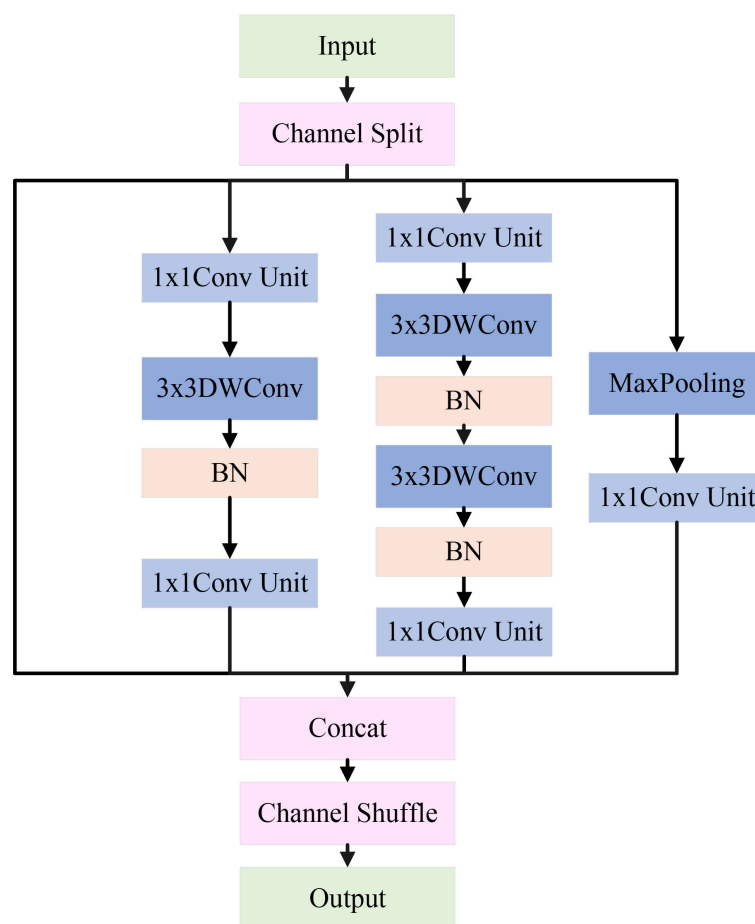 Input
Channel Split
1x1Conv Unit
3x3DWConv
BN
1x1Conv Unit
1x1Conv Unit
3x3DWConv
BN
3x3DWConv
BN
1x1Conv Unit
MaxPooling
1x1Conv Unit
Concat
Channel Shuffle
Output